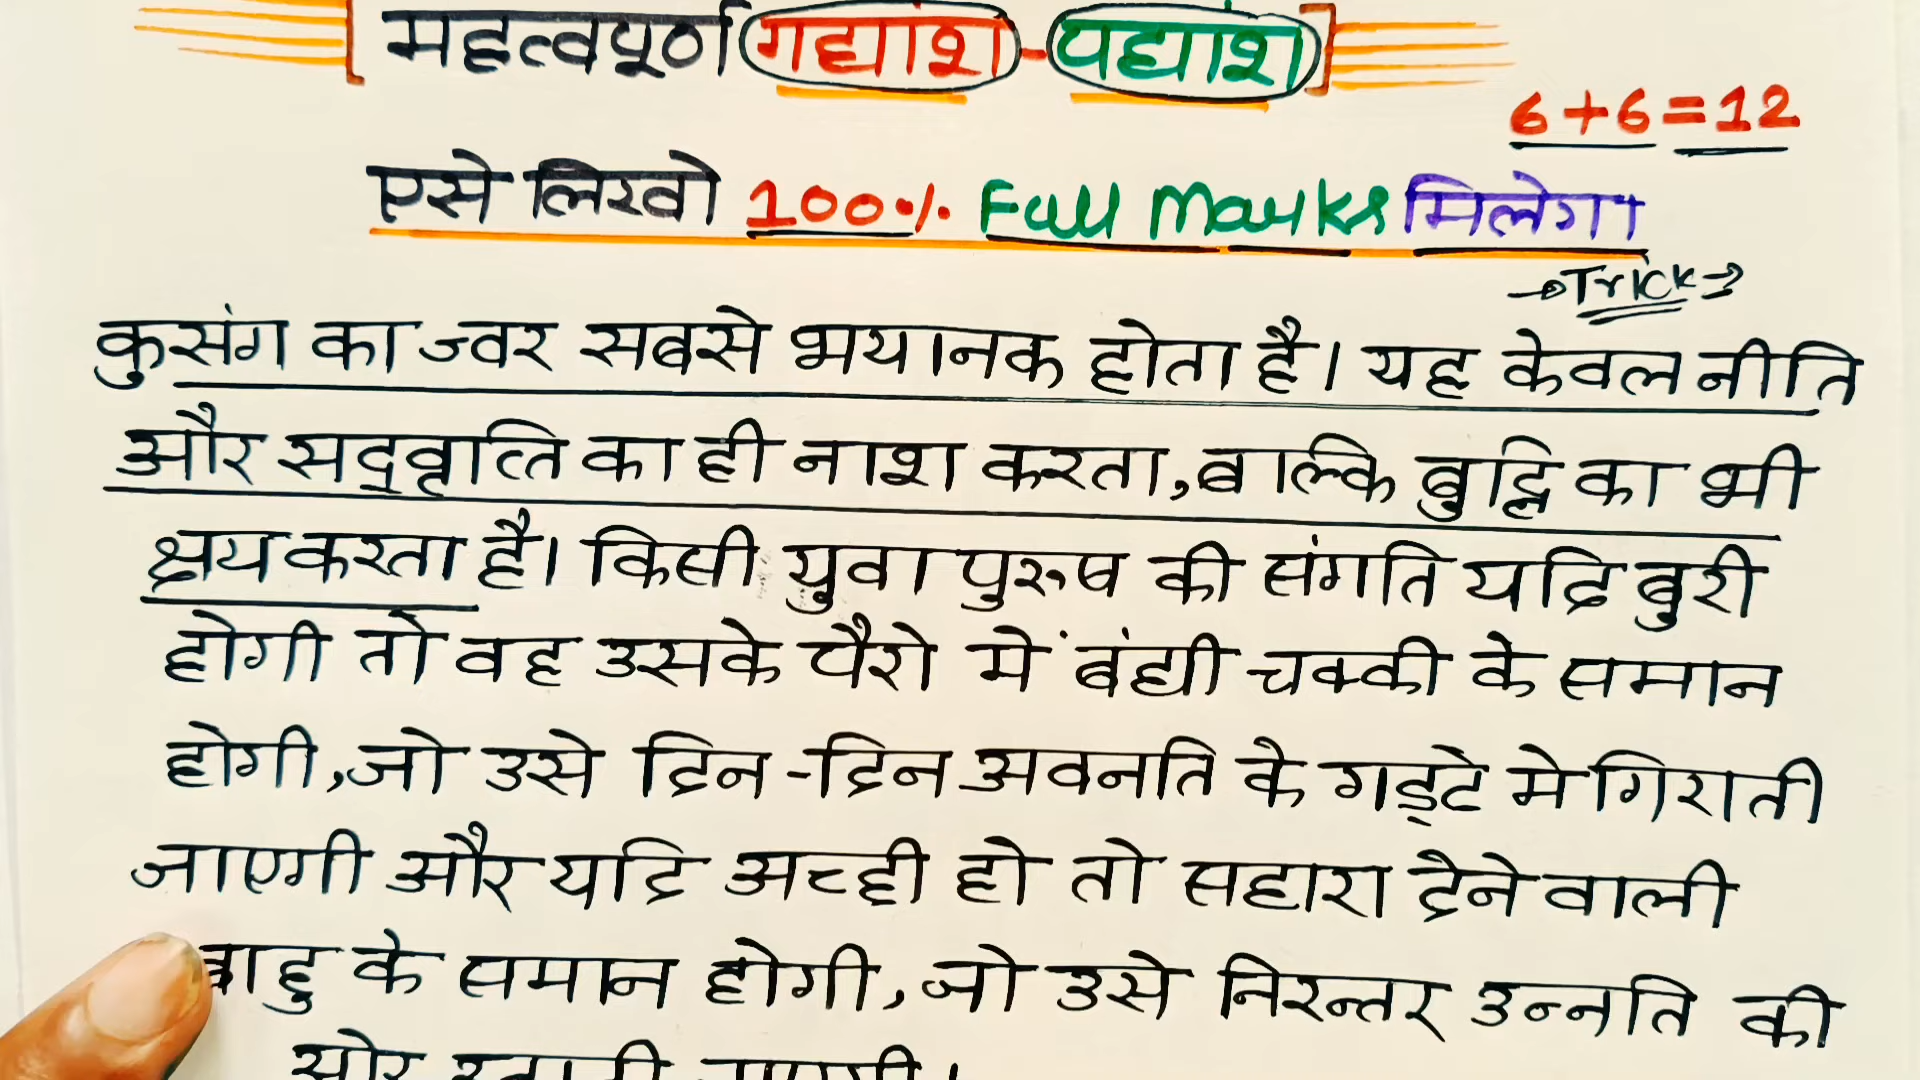 महत्वपूर्ण गद्यांश-पद्यांश
6+6=12
एसे लिखो 100% Full Marks मिलेगा
Trick
कुसंग का ज्वर सबसे भयानक होता है। यह केवल नीति
और सद्‌वृत्ति का ही नाश करता, बल्कि बुद्धि का भी
क्षय करता है। किसी युवा पुरुष की संगति यदि बुरी
होगी तो वह उसके पैरो में बंधी चक्की के समान
होगी, जो उसे दिन-दिन अवनति के गड्‌टे मे गिराती
जाएगी और यदि अच्छी हो तो सहारा देने वाली
बाहु के समान होगी, जो उसे निरन्तर उन्नति की
ओर